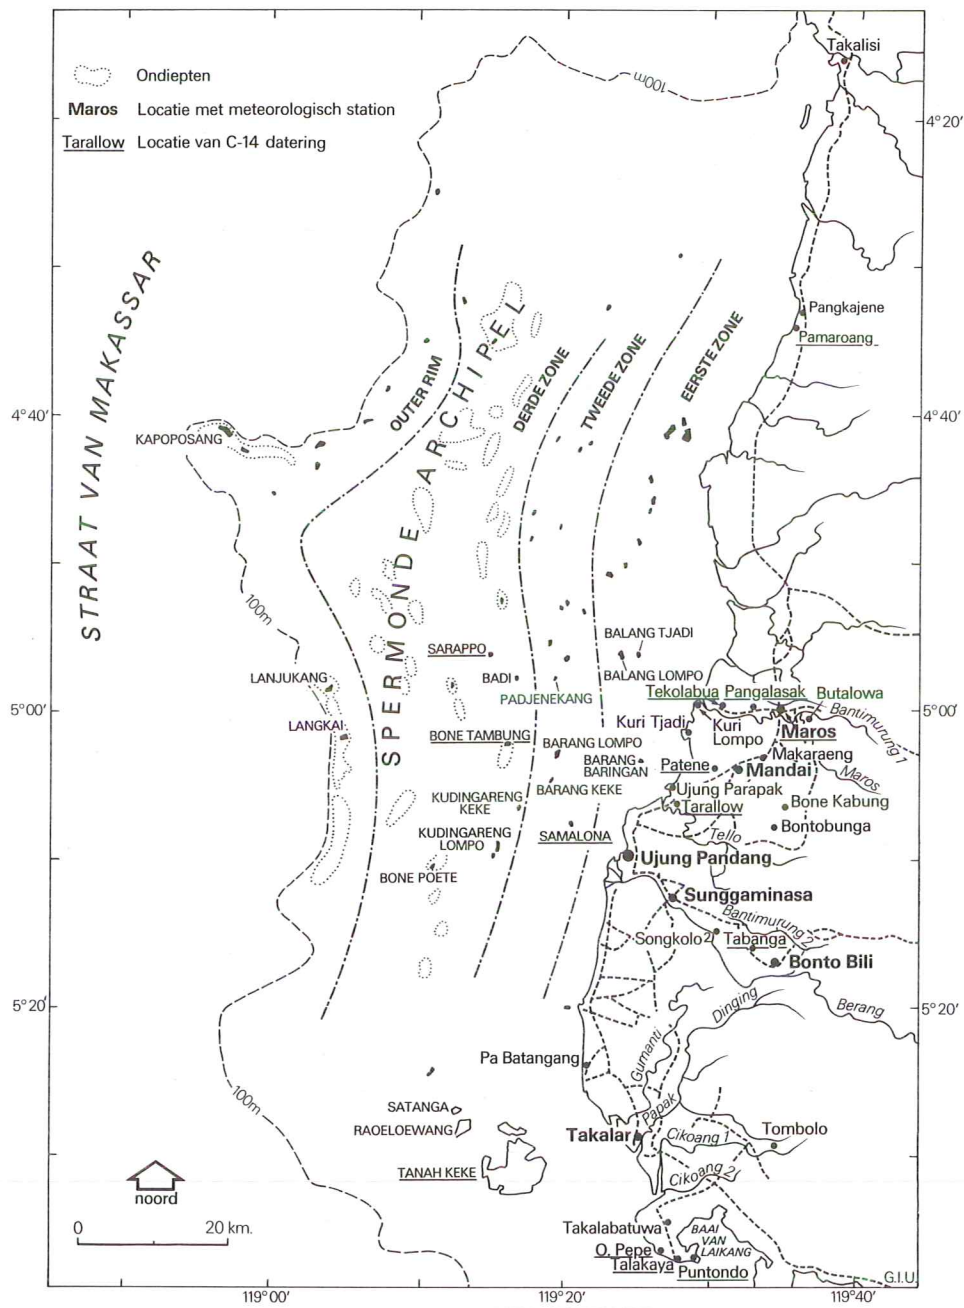 Takalisi
100m
Ondiepten
Maros Locatie met meteorologisch station
Tarallow Locatie van C-14 datering
4°20'
STRAAT VAN MAKASSAR
Pangkajene
Pamaroang
OUTER RIM
SPERMONDE ARCHIPEL
DERDE ZONE
TWEEDE ZONE
EERSTE ZONE
4°40'
4°40'
KAPOPOSANG
100m
BALANG TJADI
SARAPPO
BADI
BALANG LOMPO
LANJUKANG
PADJENEKANG
Tekolabua Pangalasak Butalowa
5°00'
5°00'
Bantimurung 1
LANGKAI
Kuri Tjadi
Kuri
Lompo
Maros
BONE TAMBUNG
BARANG LOMPO
Makaraeng
BARANG
BARINGAN
Patene
Mandai
Maros
BARANG KEKE
Ujung Parapak
KUDINGARENG
KEKE
Tarallow
Bone Kabung
KUDINGARENG
LOMPO
SAMALONA
Tello
Bontobunga
BONE POETE
Ujung Pandang
Sunggaminasa
Bantimurung 2
Songkolo 2
Tabanga
Bonto Bili
5°20'
5°20'
Dinging
Berang
Gumanti
Pa Batangang
100m
SATANGA
Papak
RAOELOEWANG
Takalar
Cikoang 1
Tombolo
TANAH KEKE
Cikoang 2
noord
0 20 km.
Takalabatuwa
BAAI
VAN
LAIKANG
O. Pepe
Talakaya
Puntondo
G.I.U.
119°00'
119°20'
119°40'